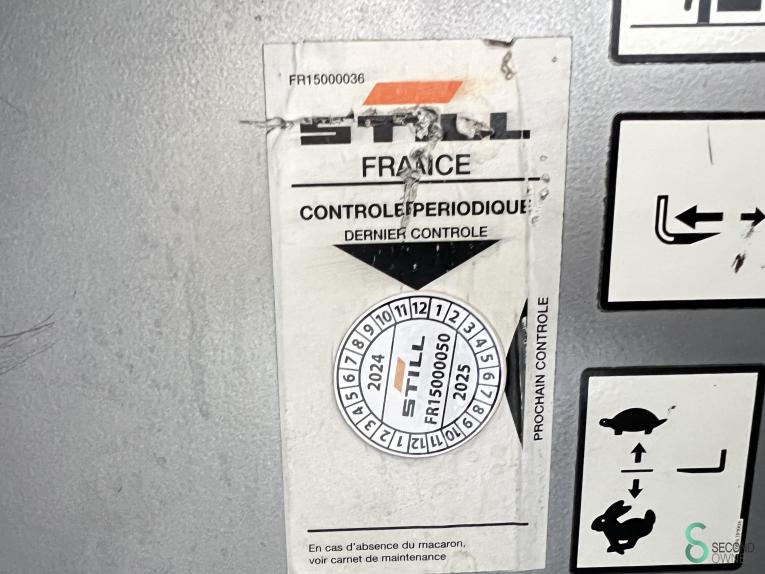 FR15000036
STILL
FRANCE
CONTROLE PERIODIQUE
DERNIER CONTROLE
1 2 3 4 5 6 7 8 9 10 11 12 1 2 3 4 5 6 7 8 9 10 11 12
2024
STILL
FR15000050
2025
PROCHAIN CONTROLE
En cas d'absence du macaron,
voir carnet de maintenance
SECOND
OWNER